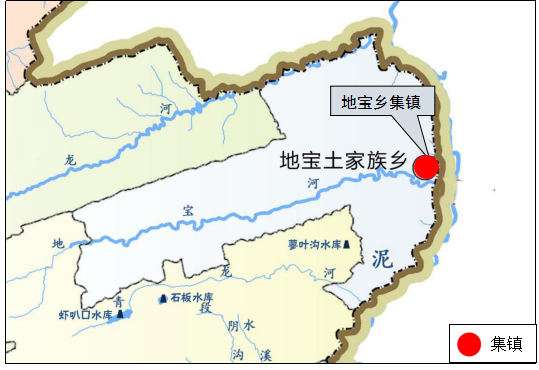 地宝乡集镇
河
龙
地宝土家族乡
河
宝
地
蓼叶沟水库
泥
龙
河
石板水库
青
虾叭口水库
段
阴水
沟溪
集镇